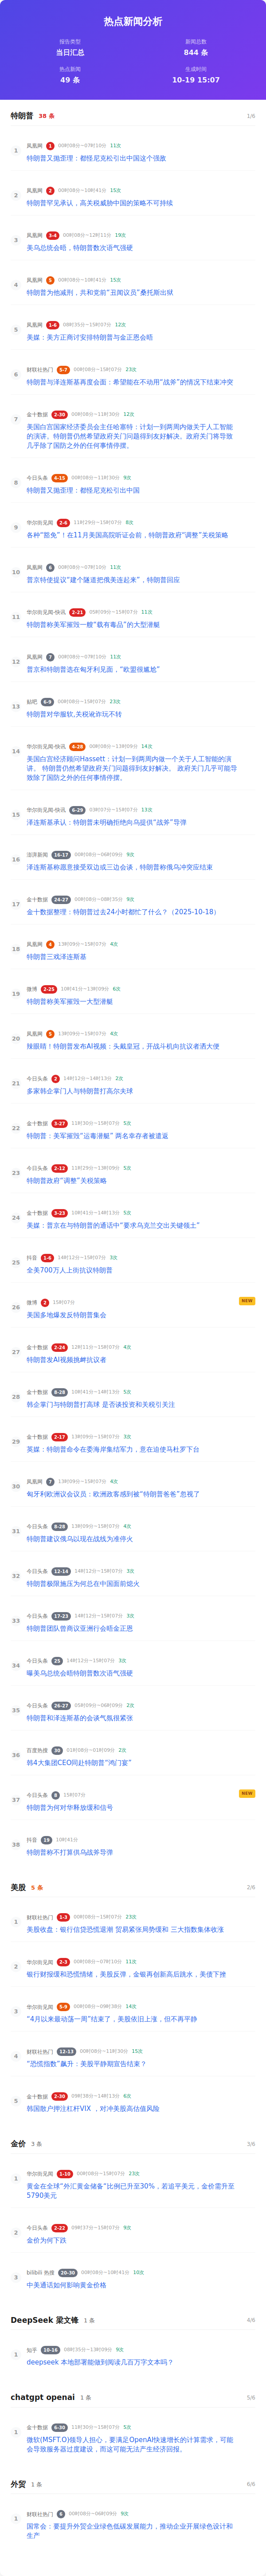 热点新闻分析
报告类型
新闻总数
当日汇总
844 条
热点新闻
生成时间
49 条
10-19 15:07
特朗普 38 条 1/6
1 凤凰网 1 00时08分~07时10分 11次
特朗普又抛歪理：都怪尼克松引出中国这个强敌
2 凤凰网 2 00时08分~10时41分 15次
特朗普罕见承认，高关税威胁中国的策略不可持续
3 凤凰网 3-4 00时08分~12时11分 19次
美乌总统会晤，特朗普数次语气强硬
4 凤凰网 5 00时08分~10时41分 15次
特朗普为他减刑，共和党前“丑闻议员”桑托斯出狱
5 凤凰网 1-6 08时35分~15时07分 12次
美媒：美方正商讨安排特朗普与金正恩会晤
6 财联社热门 5-7 00时08分~15时07分 23次
特朗普与泽连斯基再度会面：希望能在不动用“战斧”的情况下结束冲突
7 金十数据 2-30 00时08分~11时30分 12次
美国白宫国家经济委员会主任哈塞特：计划一到两周内做关于人工智能
的演讲。特朗普仍然希望政府关门问题得到友好解决。政府关门将导致
几乎除了国防之外的任何事情停摆。
8 今日头条 4-15 00时08分~11时30分 9次
特朗普又抛歪理：都怪尼克松引出中国
9 华尔街见闻 2-6 11时29分~15时07分 8次
各种“豁免”！在11月美国高院听证会前，特朗普政府“调整”关税策略
10 凤凰网 6 00时08分~07时10分 11次
普京特使提议“建个隧道把俄美连起来”，特朗普回应
11 华尔街见闻-快讯 2-21 05时09分~15时07分 11次
特朗普称美军摧毁一艘“载有毒品”的大型潜艇
12 凤凰网 7 00时08分~07时10分 11次
普京和特朗普选在匈牙利见面，“欧盟很尴尬”
13 贴吧 6-9 00时08分~15时07分 23次
特朗普对华服软,关税讹诈玩不转
14 华尔街见闻-快讯 4-28 00时08分~13时09分 14次
美国白宫经济顾问Hassett：计划一到两周内做一个关于人工智能的演
讲。 特朗普仍然希望政府关门问题得到友好解决。 政府关门几乎可能导
致除了国防之外的任何事情停摆。
15 华尔街见闻-快讯 6-29 03时07分~15时07分 13次
泽连斯基承认：特朗普未明确拒绝向乌提供“战斧”导弹
16 澎湃新闻 16-17 00时08分~06时09分 9次
泽连斯基称愿意接受双边或三边会谈，特朗普称俄乌冲突应结束
17 金十数据 24-27 00时08分~08时35分 9次
金十数据整理：特朗普过去24小时都忙了什么？（2025-10-18）
18 凤凰网 4 13时09分~15时07分 4次
特朗普三戏泽连斯基
19 微博 2-25 10时41分~13时09分 6次
特朗普称美军摧毁一大型潜艇
20 凤凰网 5 13时09分~15时07分 4次
辣眼睛！特朗普发布AI视频：头戴皇冠，开战斗机向抗议者洒大便
21 今日头条 2 14时12分~14时13分 2次
多家韩企掌门人与特朗普打高尔夫球
22 金十数据 3-27 11时30分~15时07分 5次
特朗普：美军摧毁“运毒潜艇” 两名幸存者被遣返
23 今日头条 2-12 11时29分~13时09分 5次
特朗普政府“调整”关税策略
24 金十数据 3-23 10时41分~14时13分 5次
美媒：普京在与特朗普的通话中“要求乌克兰交出关键领土”
25 抖音 1-6 14时12分~15时07分 3次
全美700万人上街抗议特朗普
26 微博 2 15时07分 NEW
美国多地爆发反特朗普集会
27 金十数据 2-24 12时11分~15时07分 4次
特朗普发AI视频挑衅抗议者
28 金十数据 8-28 10时41分~14时13分 5次
韩企掌门与特朗普打高球 是否谈投资和关税引关注
29 金十数据 2-17 13时09分~15时07分 3次
英媒：特朗普命令在委海岸集结军力，意在迫使马杜罗下台
30 凤凰网 7 13时09分~15时07分 4次
匈牙利欧洲议会议员：欧洲政客感到被“特朗普爸爸”忽视了
31 今日头条 8-28 13时09分~15时07分 4次
特朗普建议俄乌以现在战线为准停火
32 今日头条 12-14 14时12分~15时07分 3次
特朗普极限施压为何总在中国面前熄火
33 今日头条 17-23 14时12分~15时07分 3次
特朗普团队曾商议亚洲行会晤金正恩
34 今日头条 25 14时12分~15时07分 3次
曝美乌总统会晤特朗普数次语气强硬
35 今日头条 26-27 05时09分~06时09分 2次
特朗普和泽连斯基的会谈气氛很紧张
36 百度热搜 30 01时08分~01时09分 2次
韩4大集团CEO同赴特朗普“鸿门宴”
37 今日头条 8 15时07分 NEW
特朗普为何对华释放缓和信号
38 抖音 19 10时41分
特朗普称不打算供乌战斧导弹
美股 5 条 2/6
1 财联社热门 1-3 00时08分~15时07分 23次
美股收盘：银行信贷恐慌退潮 贸易紧张局势缓和 三大指数集体收涨
2 华尔街见闻 2-3 00时08分~07时10分 11次
银行财报缓和恐慌情绪，美股反弹，金银再创新高后跳水，美债下挫
3 华尔街见闻 5-9 00时08分~09时38分 14次
“4月以来最动荡一周”结束了，美股依旧上涨，但不再平静
4 财联社热门 12-13 00时08分~11时30分 15次
“恐慌指数”飙升：美股平静期宣告结束？
5 金十数据 2-30 09时38分~14时13分 6次
韩国散户押注杠杆VIX ，对冲美股高估值风险
金价 3 条 3/6
1 华尔街见闻 1-10 00时08分~15时07分 23次
黄金在全球“外汇黄金储备”比例已升至30%，若追平美元，金价需升至
5790美元
2 今日头条 2-22 09时37分~15时07分 9次
金价为何下跌
3 bilibili 热搜 20-30 00时08分~10时41分 10次
中美通话如何影响黄金价格
DeepSeek 梁文锋 1 条 4/6
1 知乎 10-16 08时35分~13时09分 9次
deepseek 本地部署能做到阅读几百万字文本吗？
chatgpt openai 1 条 5/6
1 金十数据 6-30 11时30分~15时07分 5次
微软(MSFT.O)领导人担心，要满足OpenAI快速增长的计算需求，可能
会导致服务器过度建设，而这可能无法产生经济回报。
外贸 1 条 6/6
1 财联社热门 6 00时08分~06时09分 9次
国常会：要提升外贸企业绿色低碳发展能力，推动企业开展绿色设计和
生产